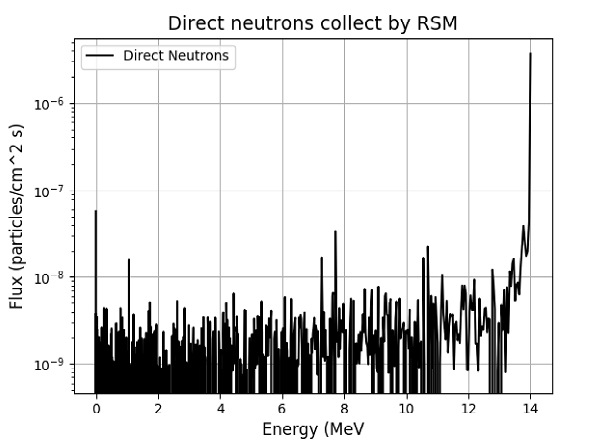 Direct neutrons collect by RSM
Direct Neutrons
Flux (particles/cm^2 s)
10⁻⁶
10⁻⁷
10⁻⁸
10⁻⁹
0 2 4 6 8 10 12 14
Energy (MeV